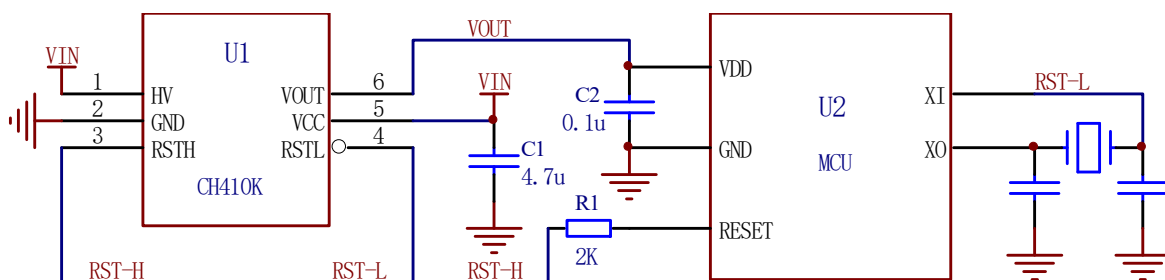 VIN
U1
1
2
3
HV
GND
RSTH
VOUT
VCC
RSTL
6
5
4
CH410K
RST-H
RST-L
VOUT
VIN
C1
4.7u
C2
0.1u
R1
2K
RST-H
VDD
GND
RESET
U2
MCU
XI
XO
RST-L